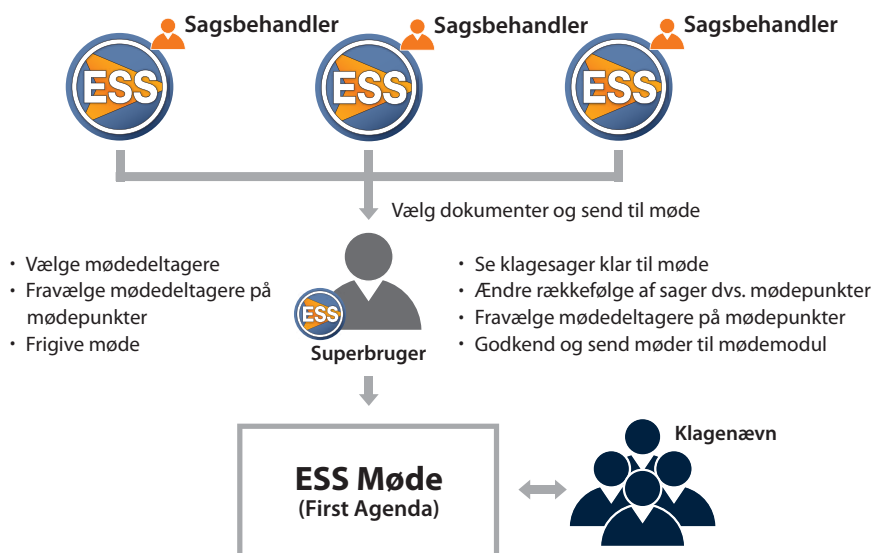 Sagsbehandler
Sagsbehandler
Sagsbehandler
ESS
ESS
ESS
Vælg dokumenter og send til møde
• Vælge mødedeltagere
• Fravælge mødedeltagere på
mødepunkter
• Frigive møde
ESS
Superbruger
• Se klagesager klar til møde
• Ændre rækkefølge af sager dvs. mødepunkter
• Fravælge mødedeltagere på mødepunkter
• Godkend og send møder til mødemodul
ESS Møde
(First Agenda)
Klagenævn